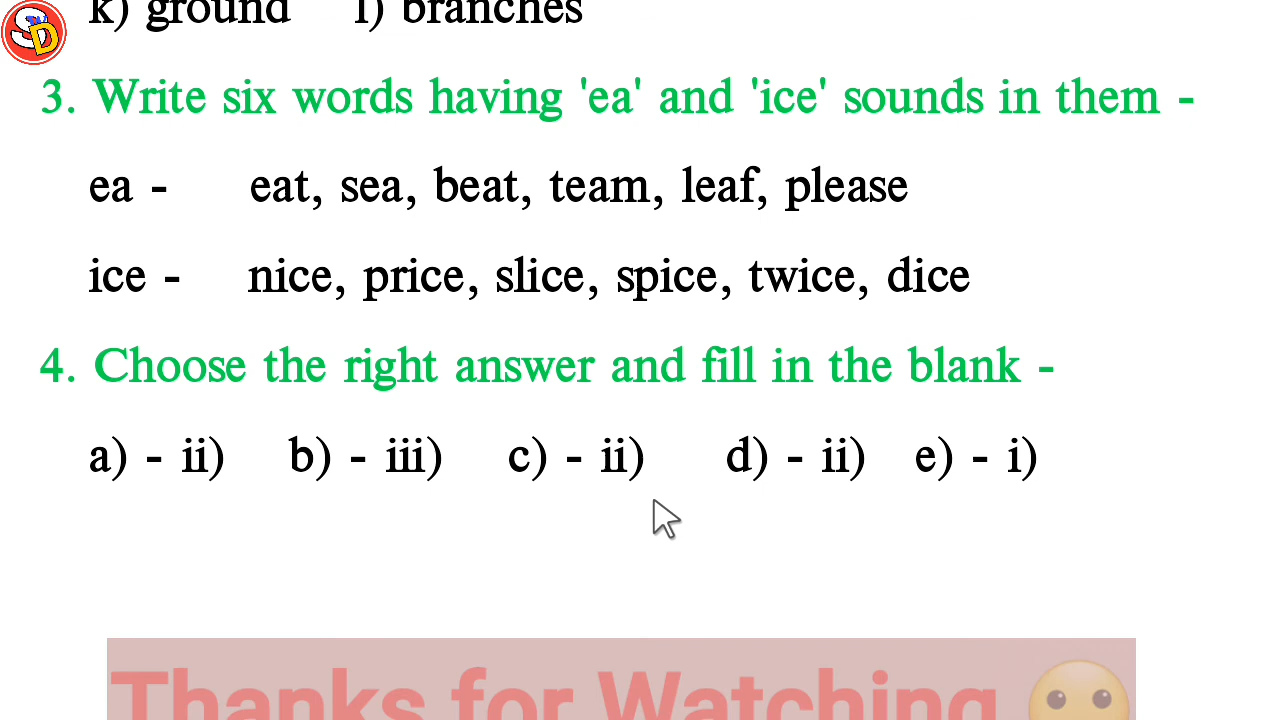 SD
k) ground l) branches
3. Write six words having 'ea' and 'ice' sounds in them -
ea - eat, sea, beat, team, leaf, please
ice - nice, price, slice, spice, twice, dice
4. Choose the right answer and fill in the blank -
a) - ii) b) - iii) c) - ii) d) - ii) e) - i)
Thanks for Watching